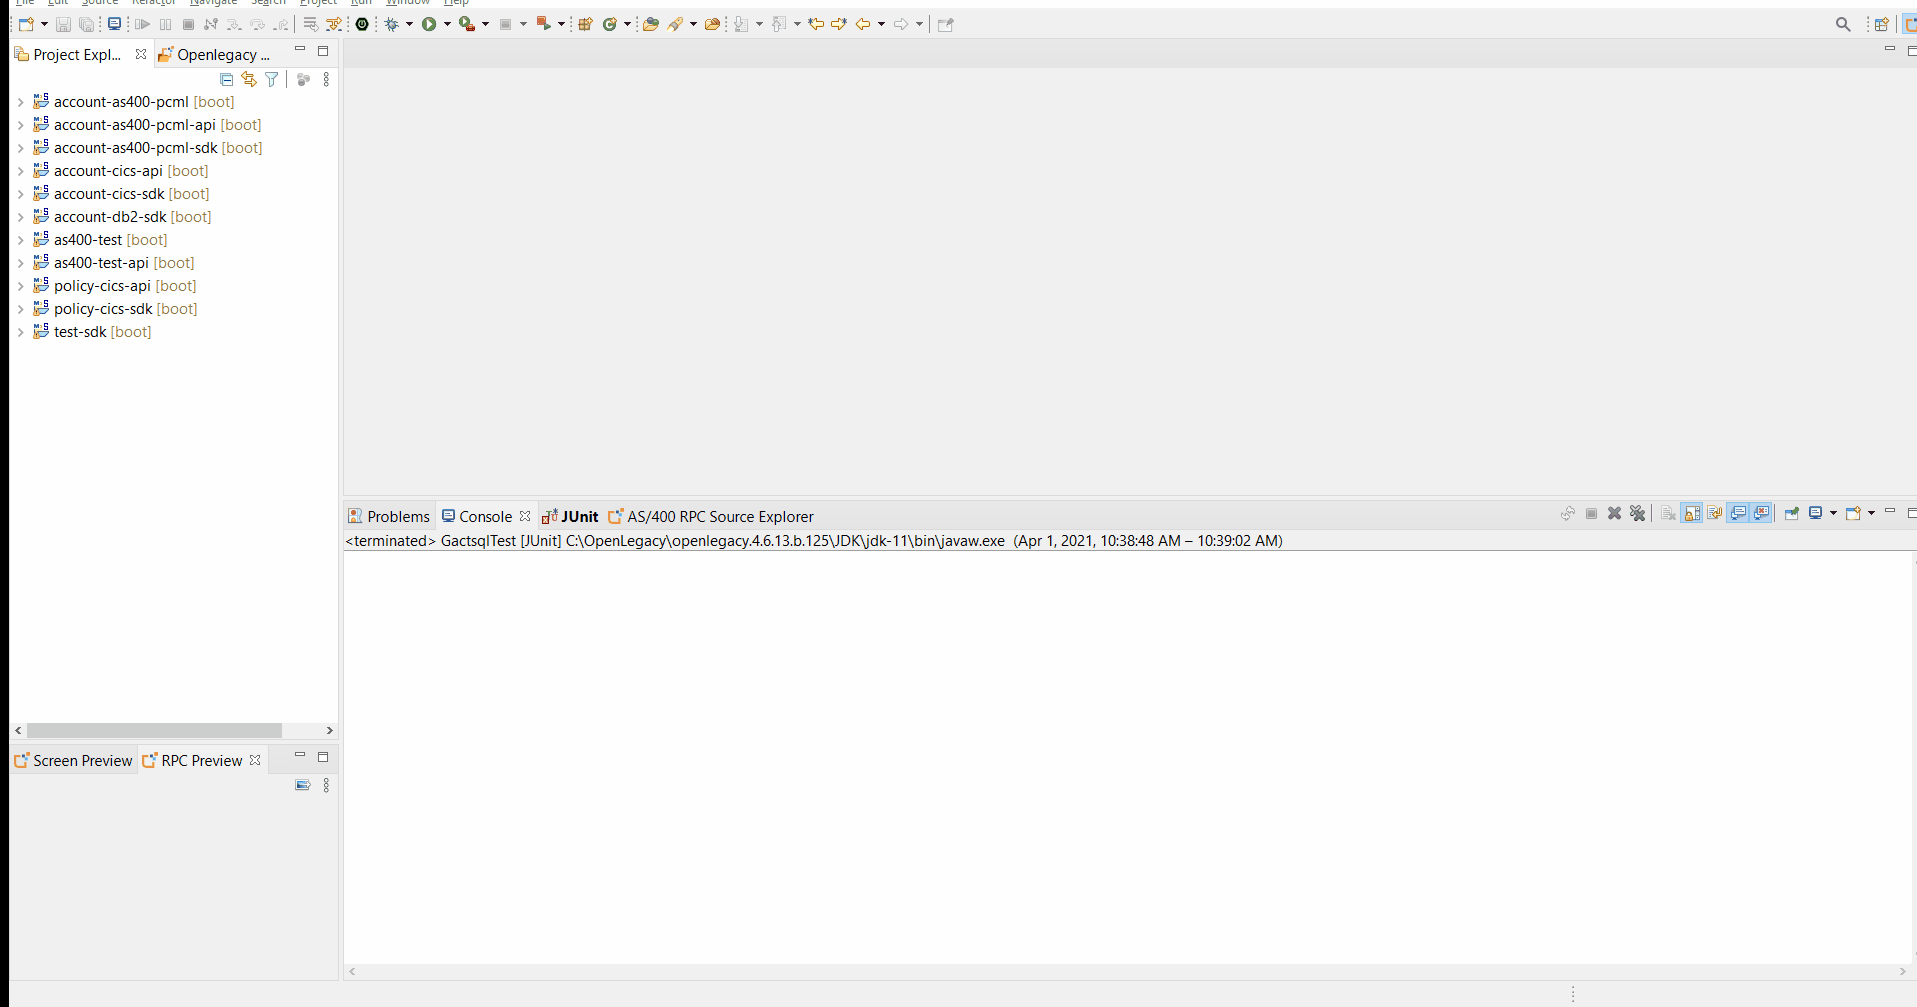 File Edit Source Refactor Navigate Search Project Run Window Help
Project Expl... Openlegacy ...
account-as400-pcml [boot]
account-as400-pcml-api [boot]
account-as400-pcml-sdk [boot]
account-cics-api [boot]
account-cics-sdk [boot]
account-db2-sdk [boot]
as400-test [boot]
as400-test-api [boot]
policy-cics-api [boot]
policy-cics-sdk [boot]
test-sdk [boot]
Problems Console JUnit AS/400 RPC Source Explorer
<terminated> GactsqlTest [JUnit] C:\OpenLegacy\openlegacy.4.6.13.b.125\JDK\jdk-11\bin\javaw.exe (Apr 1, 2021, 10:38:48 AM – 10:39:02 AM)
Screen Preview RPC Preview